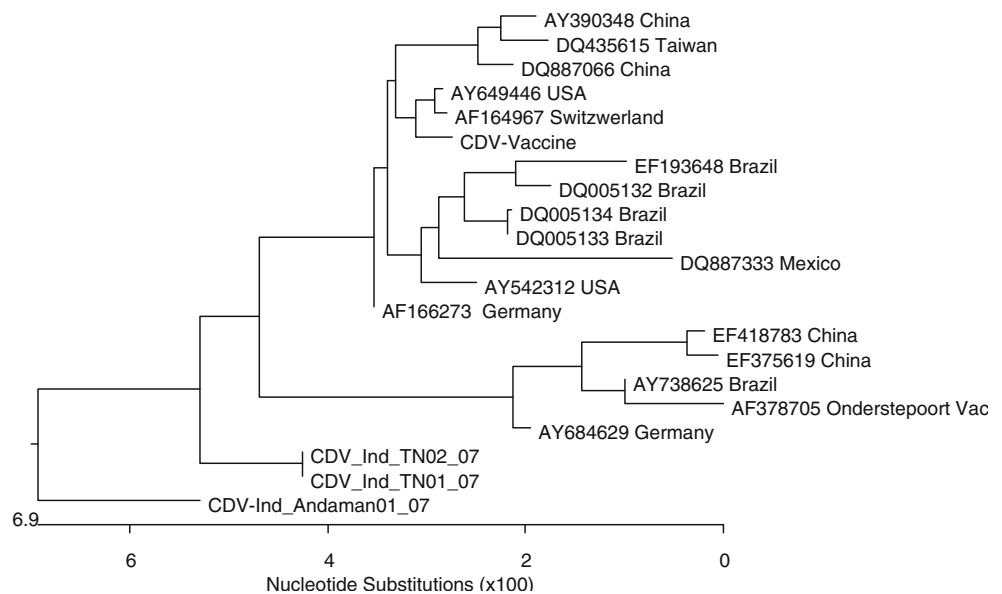 AY390348 China
DQ435615 Taiwan
DQ887066 China
AY649446 USA
AF164967 Switzwerland
CDV-Vaccine
EF193648 Brazil
DQ005132 Brazil
DQ005134 Brazil
DQ005133 Brazil
DQ887333 Mexico
AY542312 USA
AF166273 Germany
EF418783 China
EF375619 China
AY738625 Brazil
AF378705 Onderstepoort Vac
AY684629 Germany
CDV_Ind_TN02_07
CDV_Ind_TN01_07
CDV-Ind_Andaman01_07
6.9
6 4 2 0
Nucleotide Substitutions (x100)